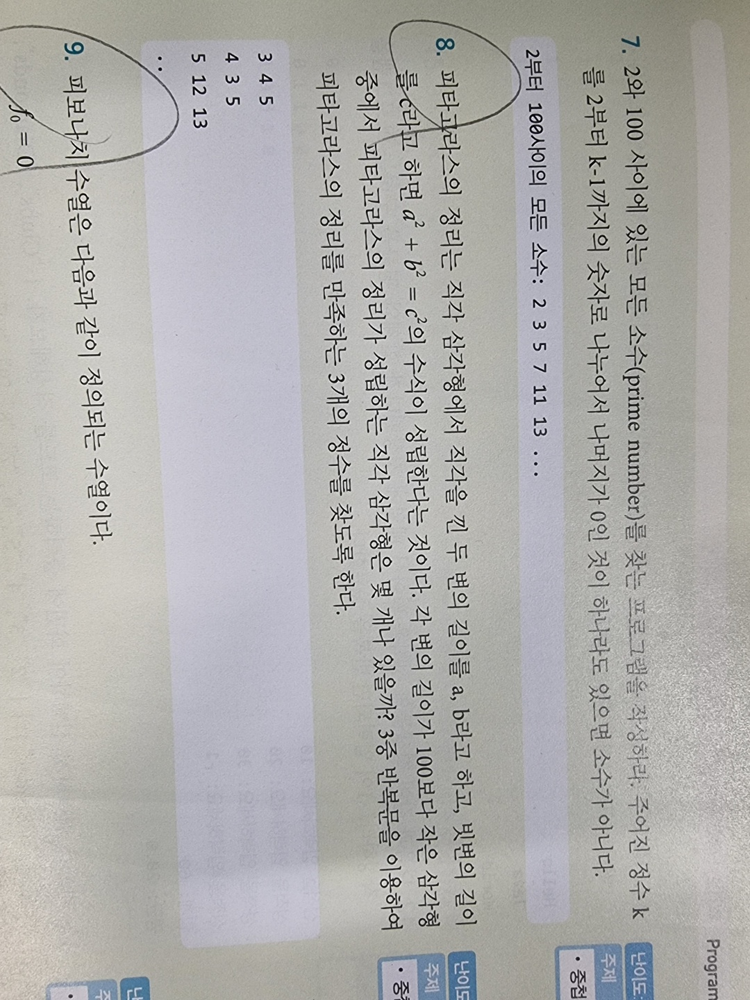 Program
7. 2와 100 사이에 있는 모든 소수(prime number)를 찾는 프로그램을 작성하라. 주어진 정수 k
를 2부터 k-1까지의 숫자로 나누어서 나머지가 0인 것이 하나라도 있으면 소수가 아니다.
난이도
주제
• 중첩
2부터 100사이의 모든 소수: 2 3 5 7 11 13 ...
8. 피타고라스의 정리는 직각 삼각형에서 직각을 낀 두 변의 길이를 a, b라고 하고, 빗변의 길이
를 c라고 하면 a² + b² = c²의 수식이 성립한다는 것이다. 각 변의 길이가 100보다 작은 삼각형
중에서 피타고라스의 정리가 성립하는 직각 삼각형은 몇 개나 있을까? 3중 반복문을 이용하여
피타고라스의 정리를 만족하는 3개의 정수를 찾도록 한다.
난이도
주제
3 4 5
4 3 5
5 12 13
..
9. 피보나치 수열은 다음과 같이 정의되는 수열이다.
f₀ = 0